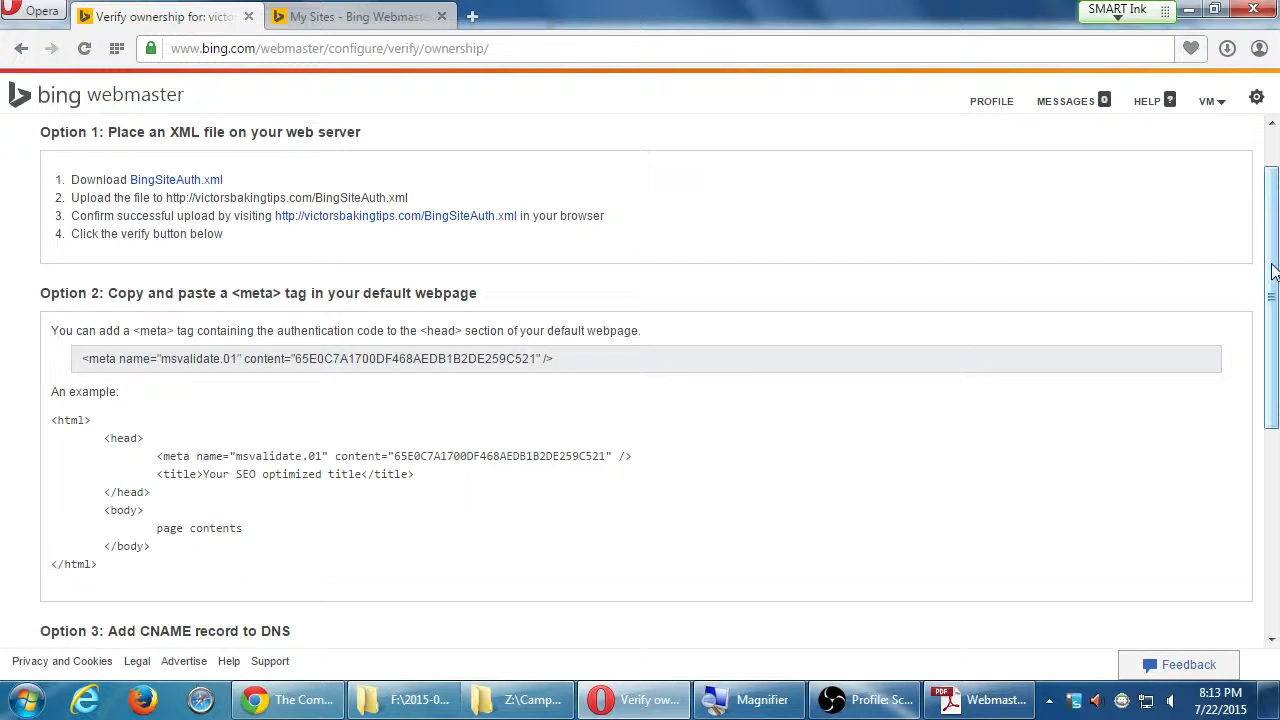 Opera
Verify ownership for: victor
My Sites - Bing Webmaste
SMART Ink
www.bing.com/webmaster/configure/verify/ownership/
bing webmaster
PROFILE
MESSAGES 0
HELP ?
VM
Option 1: Place an XML file on your web server
1. Download BingSiteAuth.xml
2. Upload the file to http://victorsbakingtips.com/BingSiteAuth.xml
3. Confirm successful upload by visiting http://victorsbakingtips.com/BingSiteAuth.xml in your browser
4. Click the verify button below
Option 2: Copy and paste a <meta> tag in your default webpage
You can add a <meta> tag containing the authentication code to the <head> section of your default webpage.
<meta name="msvalidate.01" content="65E0C7A1700DF468AEDB1B2DE259C521" />
An example:
<html>
<head>
<meta name="msvalidate.01" content="65E0C7A1700DF468AEDB1B2DE259C521" />
<title>Your SEO optimized title</title>
</head>
<body>
page contents
</body>
</html>
Option 3: Add CNAME record to DNS
Privacy and Cookies Legal Advertise Help Support
Feedback
The Com...
F:\2015-0...
Z:\Camp...
Verify ow...
Magnifier
Profile: Sc...
PDF
Webmast...
8:13 PM
7/22/2015